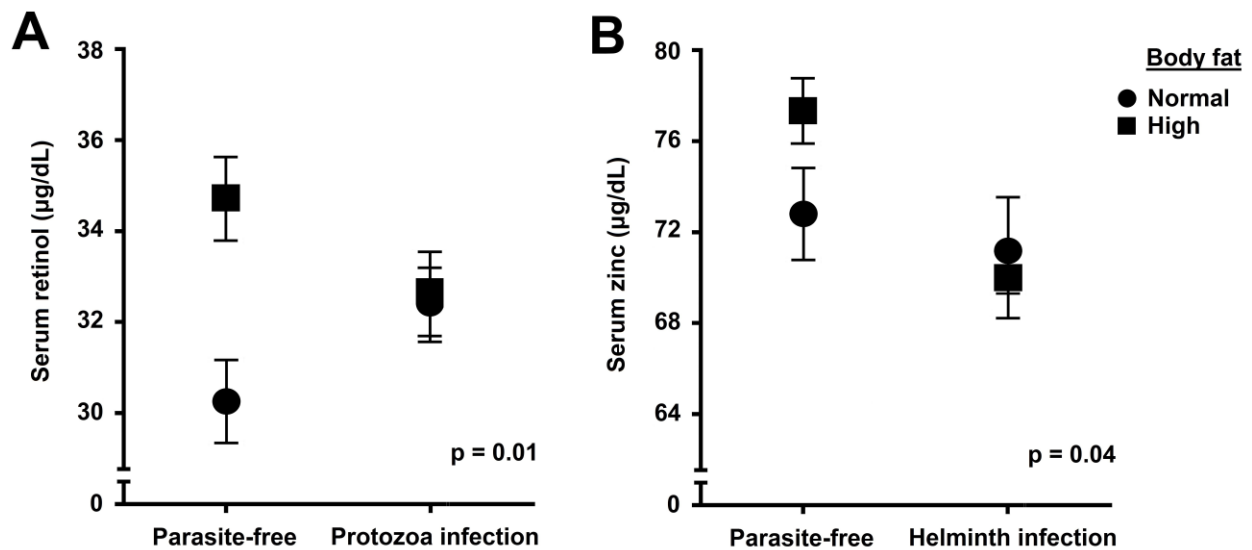 A
Serum retinol (µg/dL)
38
36
34
32
30
0
p = 0.01
Parasite-free Protozoa infection
B
Serum zinc (µg/dL)
80
76
72
68
64
0
p = 0.04
Parasite-free Helminth infection
Body fat
Normal
High